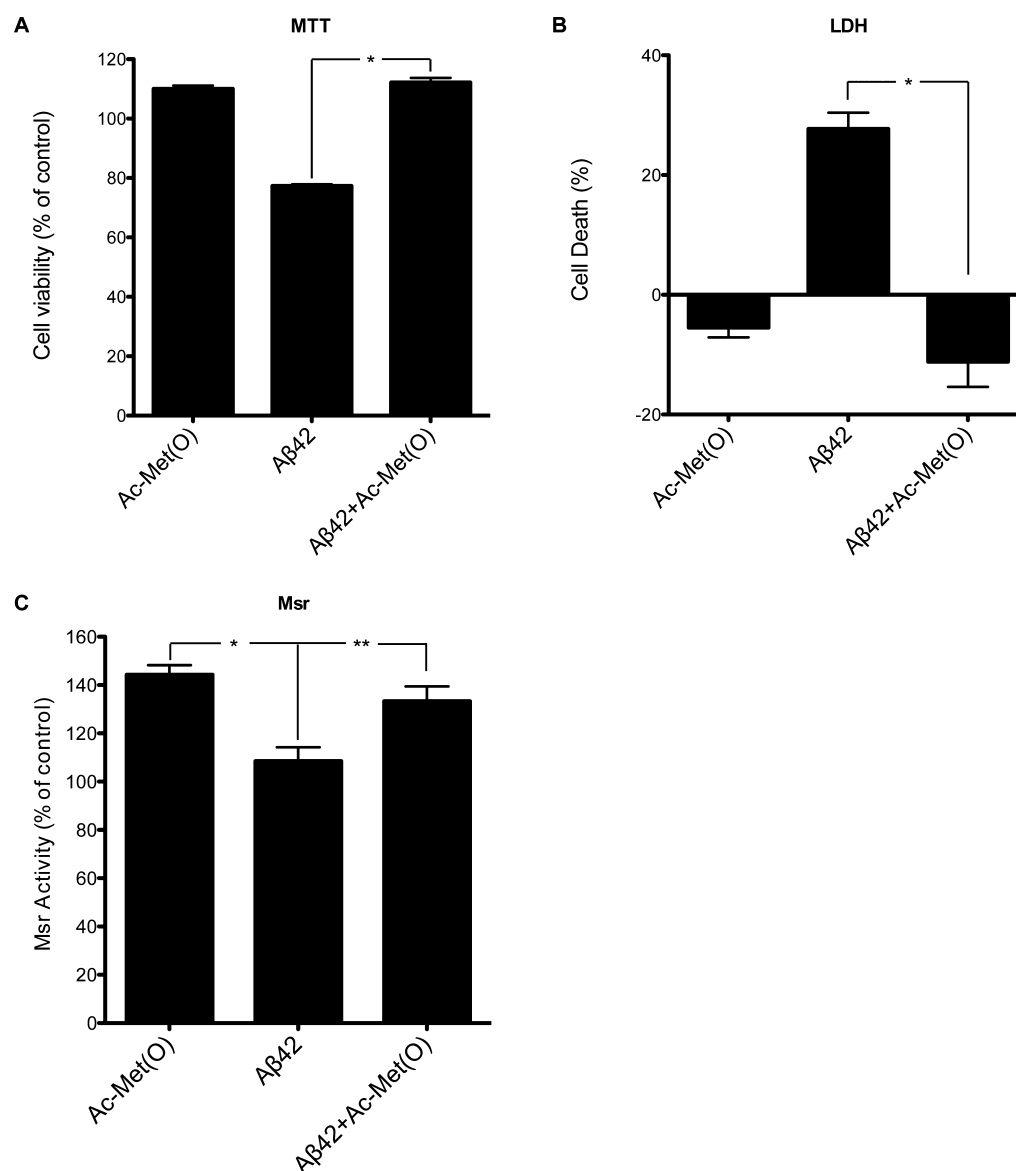 A
MTT
Cell viability (% of control)
120
100
80
60
40
20
0
*
Ac-Met(O)
Aβ42
Aβ42+Ac-Met(O)
B
LDH
Cell Death (%)
40
20
0
-20
*
Ac-Met(O)
Aβ42
Aβ42+Ac-Met(O)
C
Msr
Msr Activity (% of control)
160
140
120
100
80
60
40
20
0
*
**
Ac-Met(O)
Aβ42
Aβ42+Ac-Met(O)